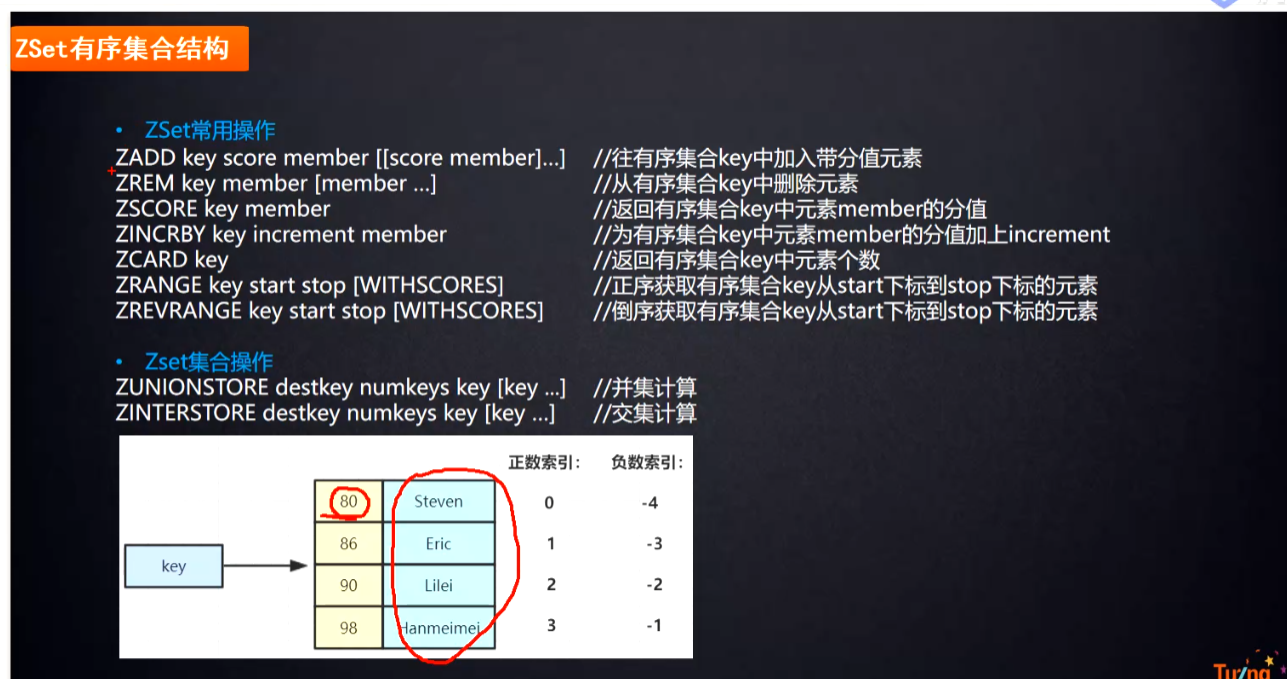 ZSet有序集合结构
• ZSet常用操作
ZADD key score member [[score member]…] //往有序集合key中加入带分值元素
ZREM key member [member …] //从有序集合key中删除元素
ZSCORE key member //返回有序集合key中元素member的分值
ZINCRBY key increment member //为有序集合key中元素member的分值加上increment
ZCARD key //返回有序集合key中元素个数
ZRANGE key start stop [WITHSCORES] //正序获取有序集合key从start下标到stop下标的元素
ZREVRANGE key start stop [WITHSCORES] //倒序获取有序集合key从start下标到stop下标的元素
• Zset集合操作
ZUNIONSTORE destkey numkeys key [key ...] //并集计算
ZINTERSTORE destkey numkeys key [key …] //交集计算
正数索引: 负数索引:
80 Steven 0 -4
86 Eric 1 -3
key
90 Lilei 2 -2
98 Hanmeimei 3 -1
Turing